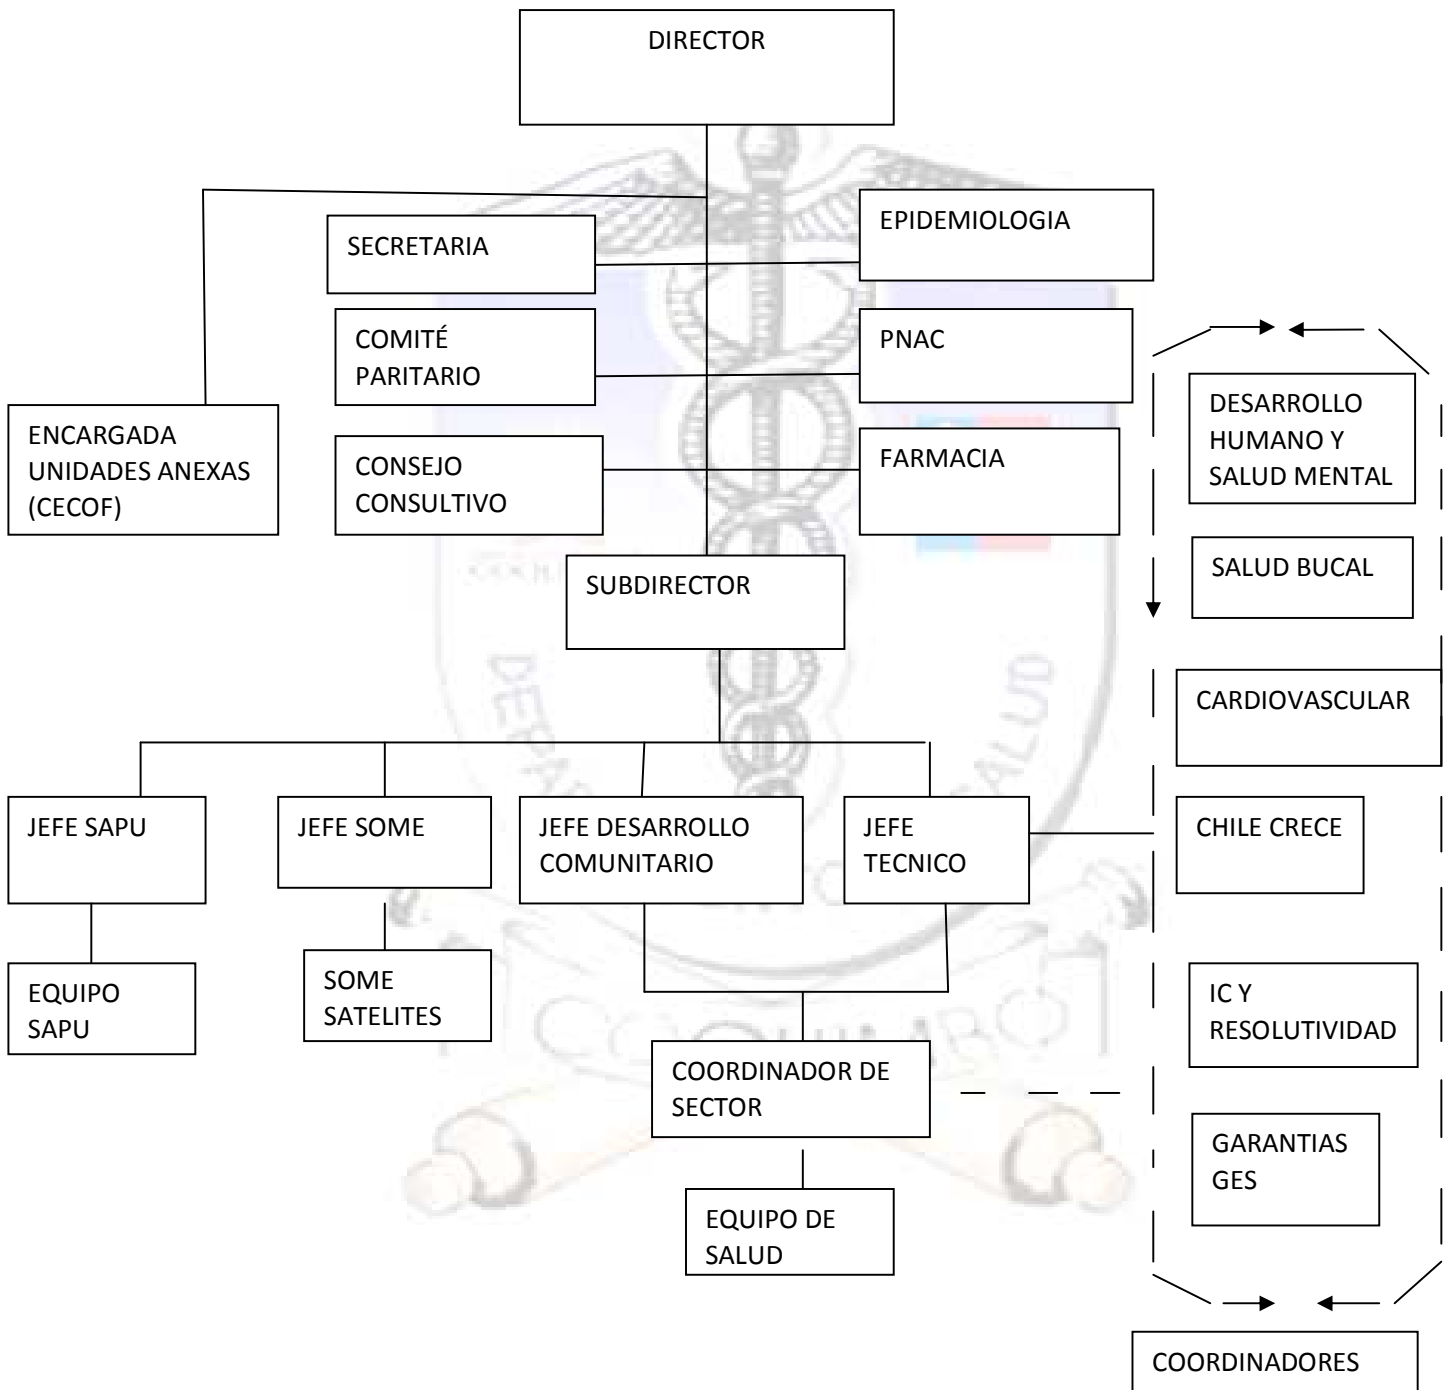 DIRECTOR
SECRETARIA
EPIDEMIOLOGIA
COMITÉ
PARITARIO
PNAC
ENCARGADA
UNIDADES ANEXAS
(CECOF)
CONSEJO
CONSULTIVO
FARMACIA
SUBDIRECTOR
JEFE SAPU
JEFE SOME
JEFE DESARROLLO
COMUNITARIO
JEFE
TECNICO
EQUIPO
SAPU
SOME
SATELITES
COORDINADOR DE
SECTOR
EQUIPO DE
SALUD
DESARROLLO
HUMANO Y
SALUD MENTAL
SALUD BUCAL
CARDIOVASCULAR
CHILE CRECE
IC Y
RESOLUTIVIDAD
GARANTIAS
GES
COORDINADORES
SALUD